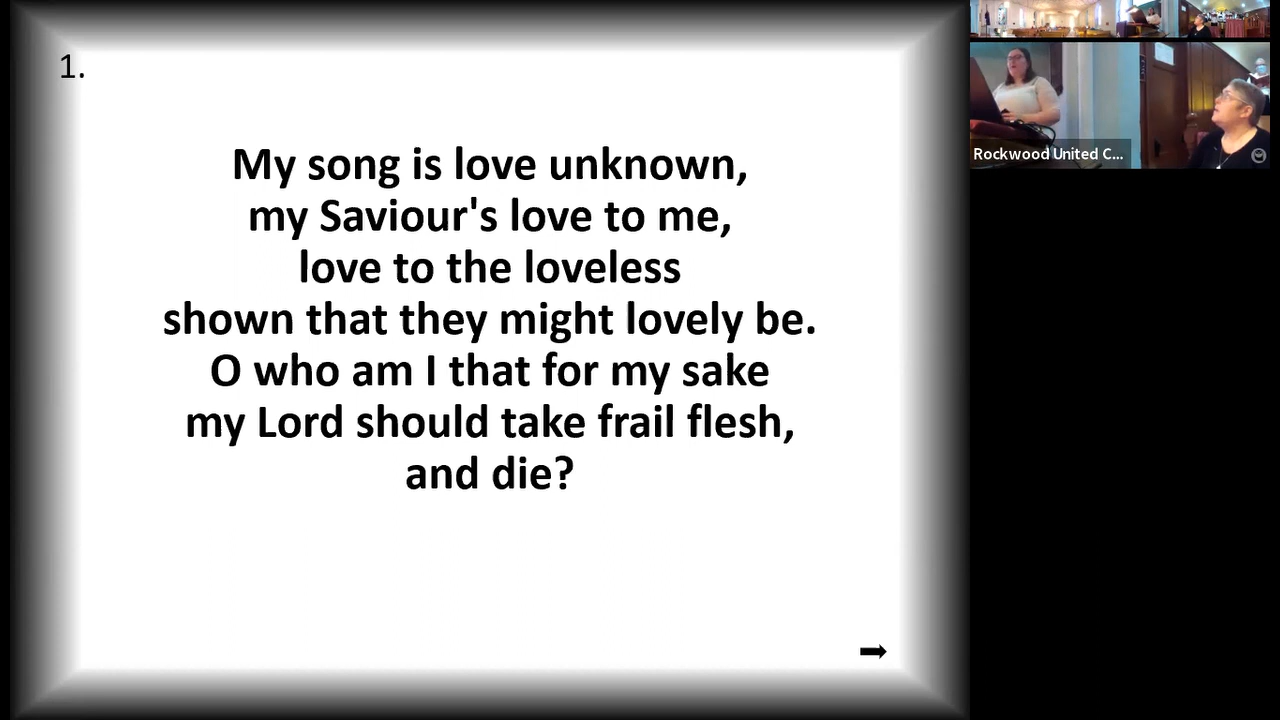 1.
My song is love unknown,
my Saviour's love to me,
love to the loveless
shown that they might lovely be.
O who am I that for my sake
my Lord should take frail flesh,
and die?
Rockwood United C...